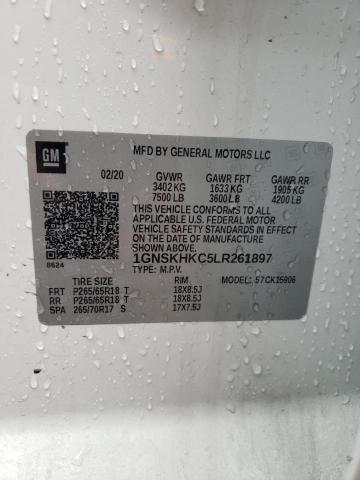 GM
MFD BY GENERAL MOTORS LLC
02/20 GVWR GAWR FRT GAWR RR
3402 KG 1633 KG 1905 KG
7500 LB 3600 LB 4200 LB
THIS VEHICLE CONFORMS TO ALL
APPLICABLE U.S. FEDERAL MOTOR
VEHICLE SAFETY STANDARDS IN
EFFECT ON THE DATE OF
MANUFACTURE SHOWN ABOVE.
1GNSKHKC5LR261897
8624 TYPE: M.P.V. 57CK15906
TIRE SIZE RIM
FRT P265/65R18 T 18X8.5J
RR P265/65R18 T 18X8.5J
SPA 265/70R17 S 17X7.5J